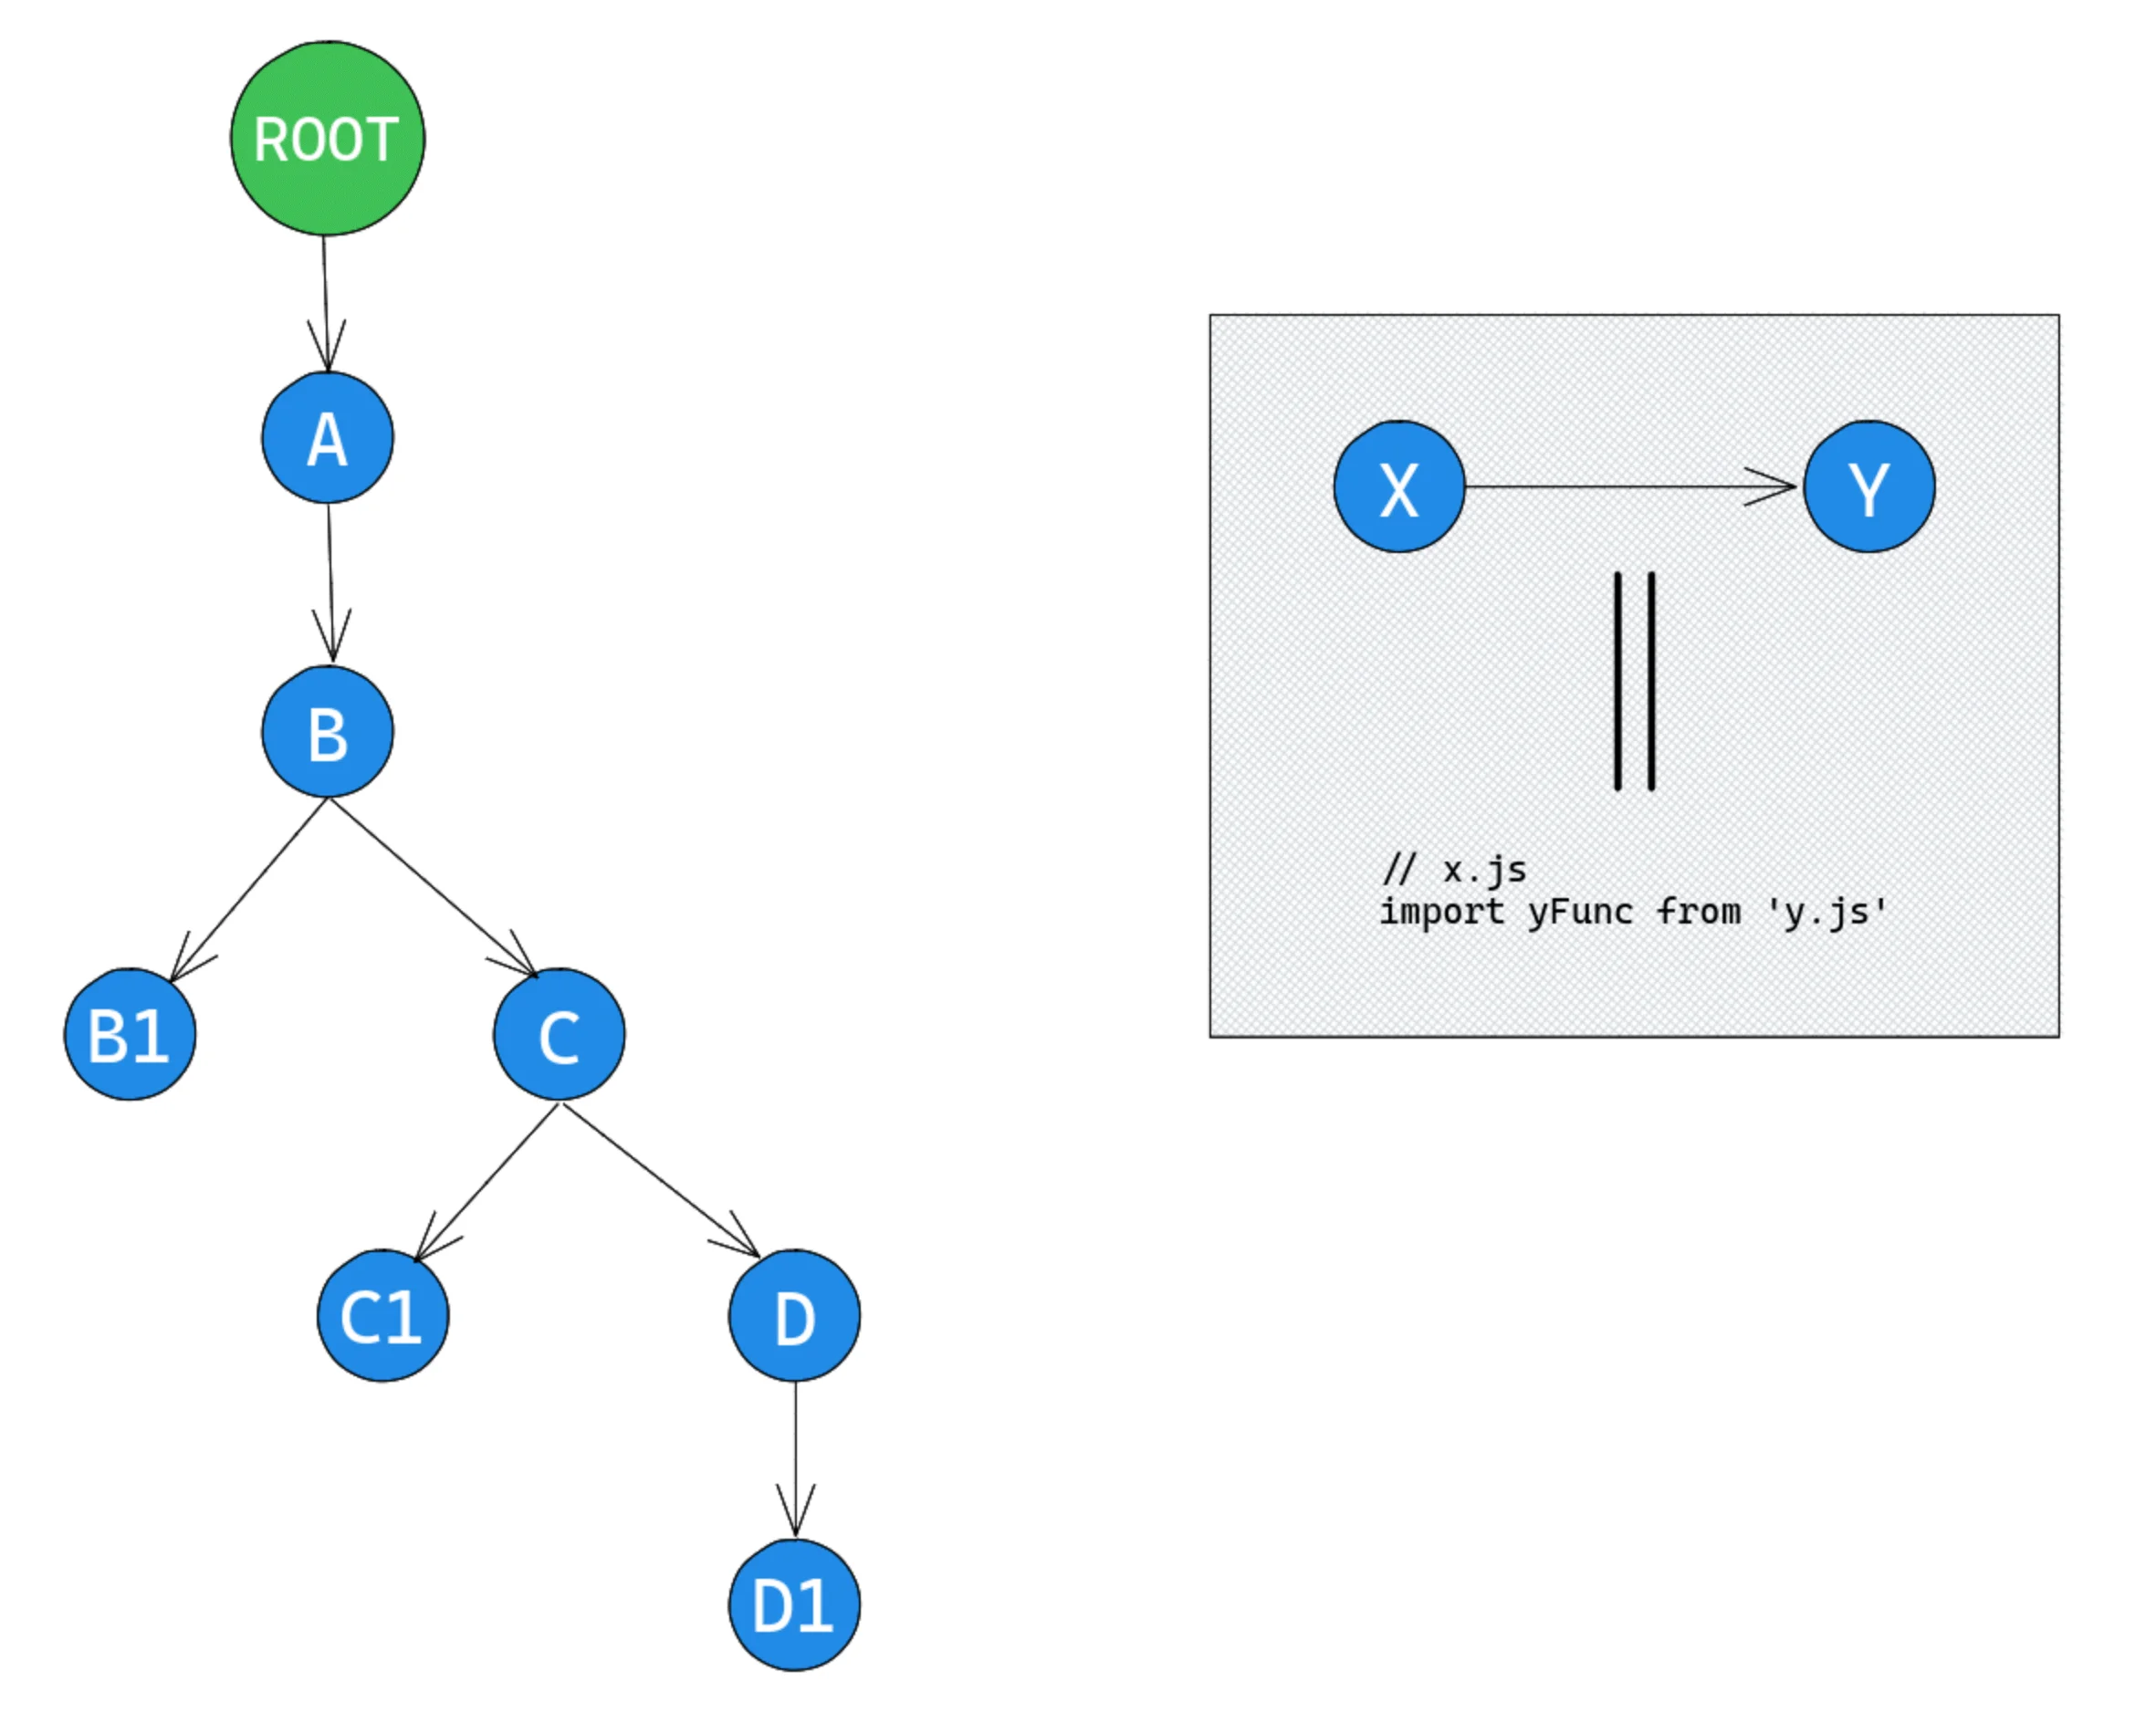 ROOT
A
B
B1
C
C1
D
D1
X
Y
// x.js
import yFunc from 'y.js'